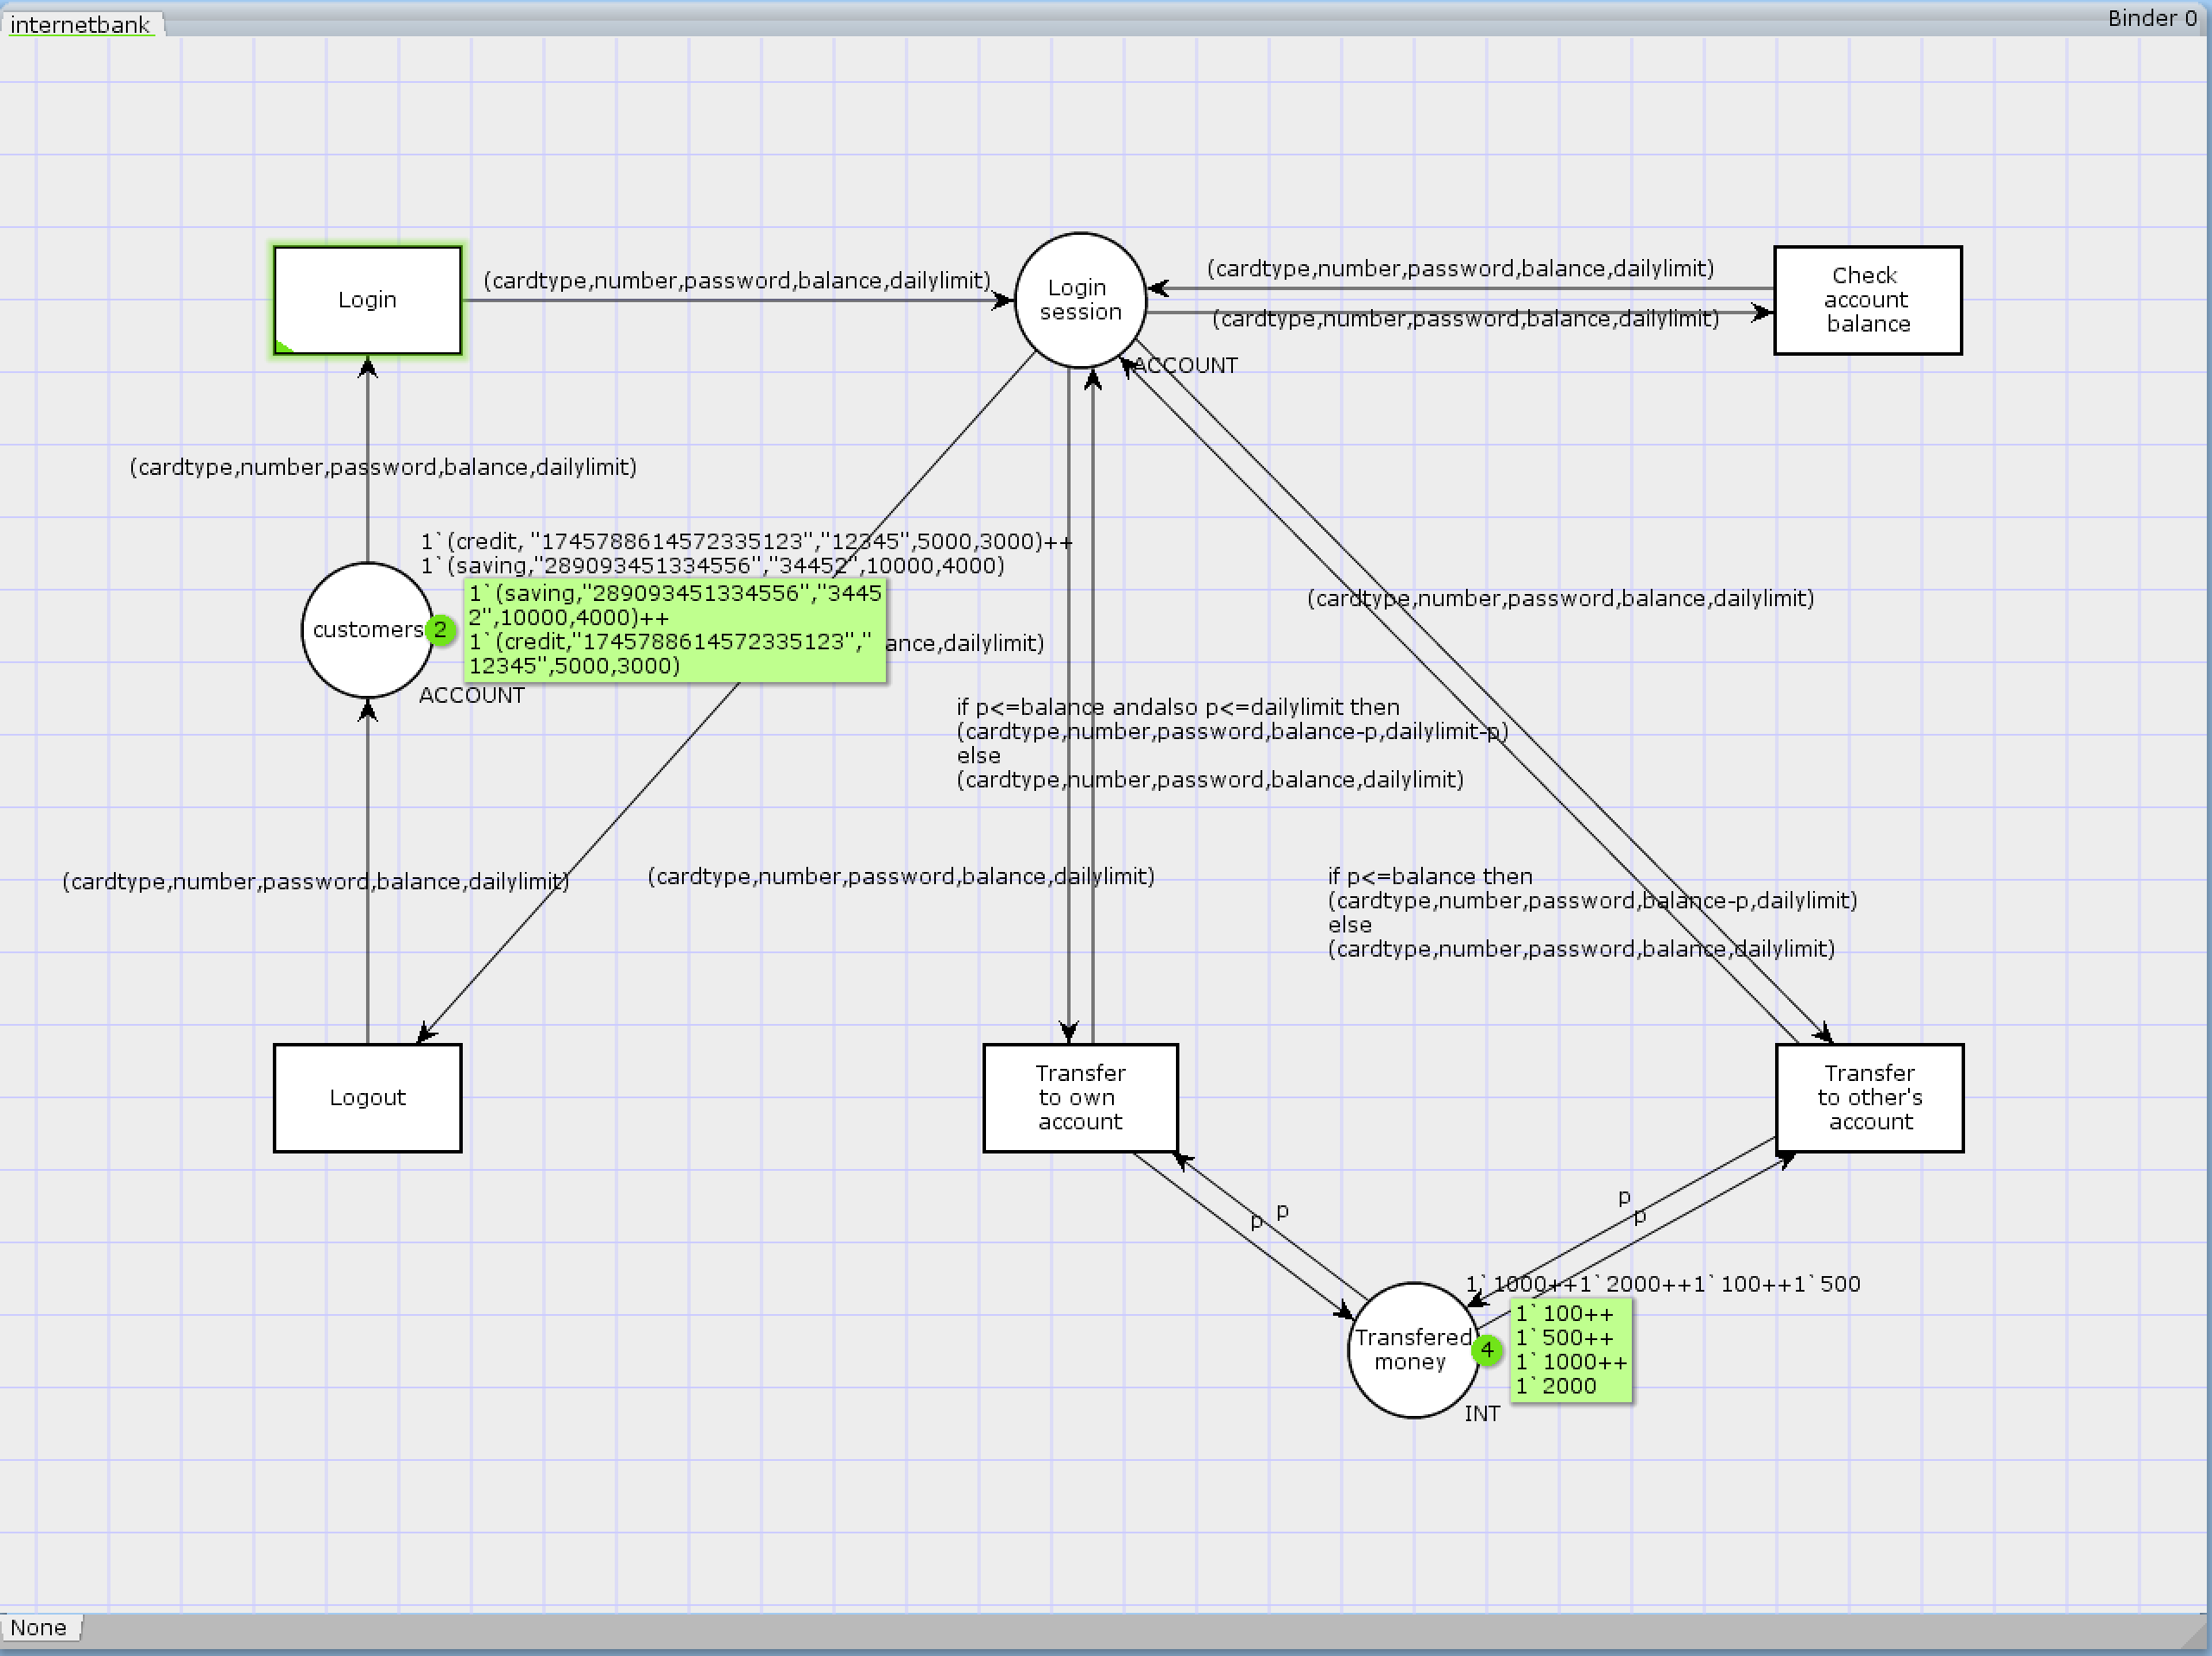 internetbank
Binder 0
Login
(cardtype,number,password,balance,dailylimit)
Login
session
ACCOUNT
(cardtype,number,password,balance,dailylimit)
(cardtype,number,password,balance,dailylimit)
Check
account
balance
(cardtype,number,password,balance,dailylimit)
1`(credit, "1745788614572335123","12345",5000,3000)++
1`(saving,"289093451334556","34452",10000,4000)
customers
2
1`(saving,"289093451334556","3445
2",10000,4000)++
1`(credit,"1745788614572335123","
12345",5000,3000)
ance,dailylimit)
ACCOUNT
(cardtype,number,password,balance,dailylimit)
if p<=balance andalso p<=dailylimit then
(cardtype,number,password,balance-p,dailylimit-p)
else
(cardtype,number,password,balance,dailylimit)
(cardtype,number,password,balance,dailylimit)
(cardtype,number,password,balance,dailylimit)
if p<=balance then
(cardtype,number,password,balance-p,dailylimit)
else
(cardtype,number,password,balance,dailylimit)
Logout
Transfer
to own
account
Transfer
to other's
account
p
p
p
p
1`1000++1`2000++1`100++1`500
Transfered
money
4
1`100++
1`500++
1`1000++
1`2000
INT
None